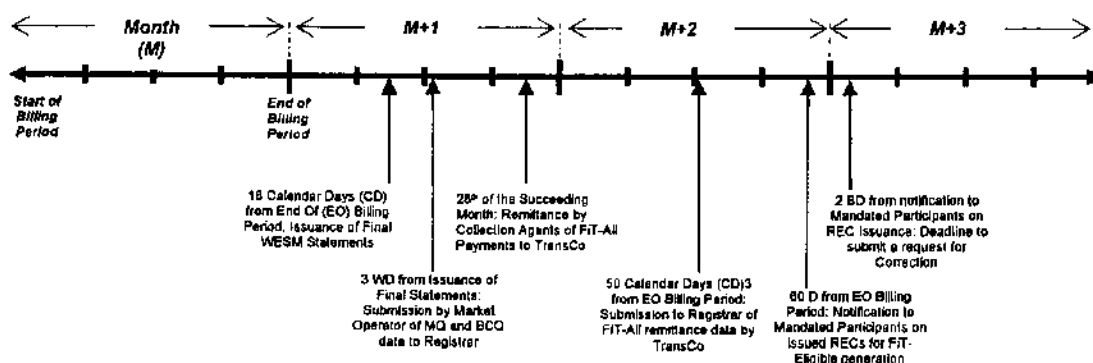 Month
(M)
M+1
M+2
M+3
Start of
Billing
Period
End of
Billing
Period
18 Calendar Days (CD)
from End Of (EO) Billing
Period, Issuance of Final
WESM Statements
3 WD from Issuance of
Final Statements:
Submission by Market
Operator of MQ and BCQ
data to Registrar
of the Succeeding
Month: Remittance by
Collection Agents of FiT-All
Payments to TransCo
50 Calendar Days (CD)3
from EO Billing Period:
Submission to Registrar of
FIT-All remittance data by
TransCo
60 D from EO Billing
Period: Notification to
Mandated Participants on
Issued RECs for FiT-
Eligible generation
2 BD from notification to
Mandated Participants on
REC Issuance: Deadline to
submit a request for
Correction